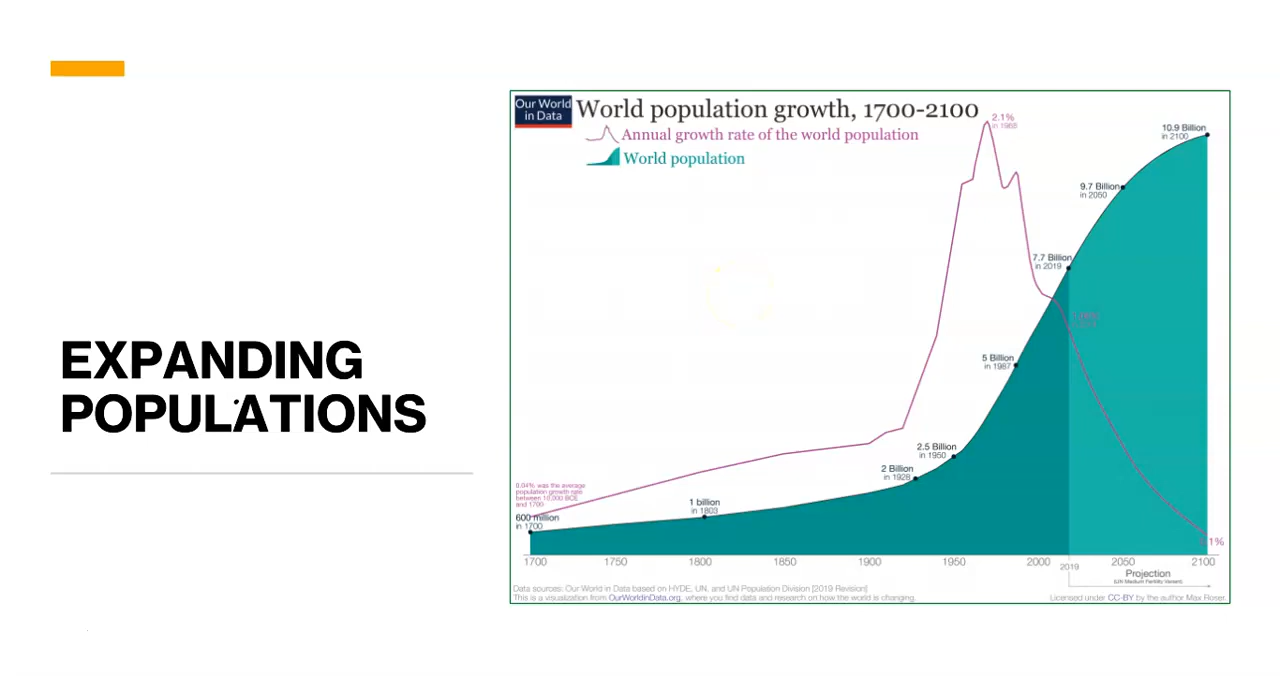 EXPANDING
POPULATIONS
Our World
in Data
World population growth, 1700-2100
Annual growth rate of the world population
World population
2.1%
in 1968
10.9 Billion
in 2100
9.7 Billion
in 2050
7.7 Billion
in 2019
5 Billion
in 1987
2.5 Billion
in 1950
2 Billion
in 1928
1 billion
in 1803
0.04% was the average
population growth rate
between 10,000 BCE
and 1700
600 million
in 1700
1700 1750 1800 1850 1900 1950 2000 2019 2050 2100
Projection
(UN Medium Fertility Variant)
Data sources: Our World in Data based on HYDE, UN, and UN Population Division [2019 Revision]
This is a visualization from OurWorldinData.org, where you find data and research on how the world is changing.
Licensed under CC-BY by the author Max Roser.